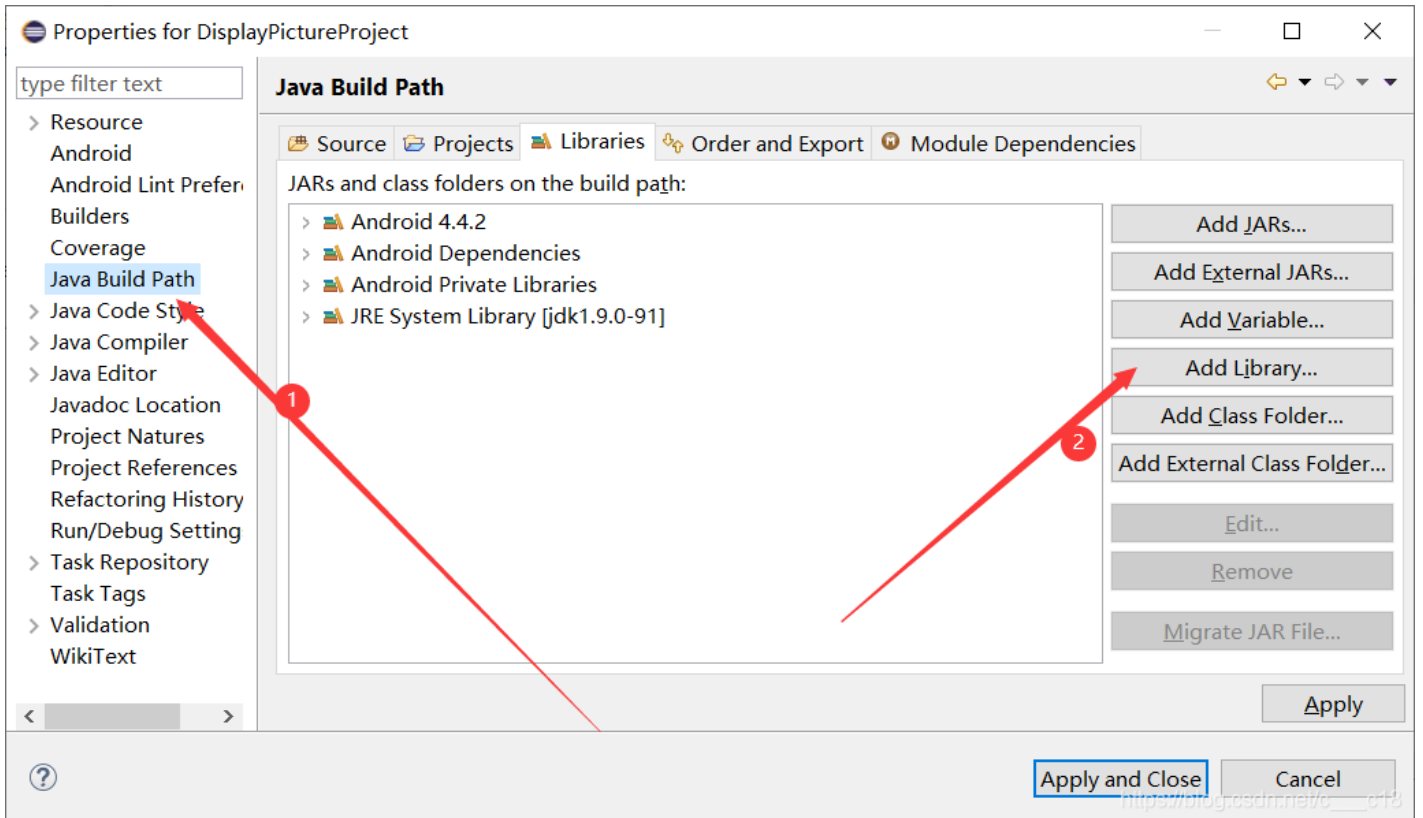 Properties for DisplayPictureProject
type filter text
Resource
Android
Android Lint Prefer
Builders
Coverage
Java Build Path
Java Code Style
Java Compiler
Java Editor
Javadoc Location
Project Natures
Project References
Refactoring History
Run/Debug Setting
Task Repository
Task Tags
Validation
WikiText
Java Build Path
Source Projects Libraries Order and Export Module Dependencies
JARs and class folders on the build path:
Android 4.4.2
Android Dependencies
Android Private Libraries
JRE System Library [jdk1.9.0-91]
1
2
Add JARs...
Add External JARs...
Add Variable...
Add Library...
Add Class Folder...
Add External Class Folder...
Edit...
Remove
Migrate JAR File...
Apply
Apply and Close Cancel
https://blog.csdn.net/c___c18